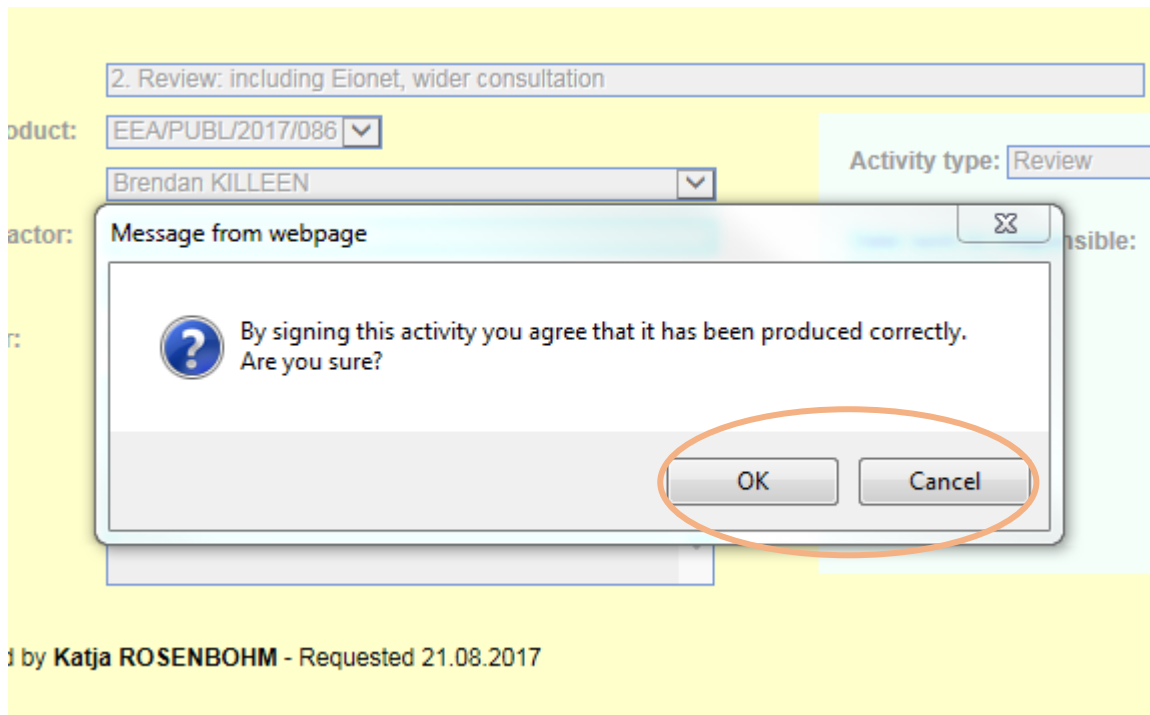 2. Review: including Eionet, wider consultation
oduct: EEA/PUBL/2017/086
Activity type: Review
Brendan KILLEEN
actor:
Message from webpage
nsible:
r:
By signing this activity you agree that it has been produced correctly.
Are you sure?
OK Cancel
d by Katja ROSENBOHM - Requested 21.08.2017